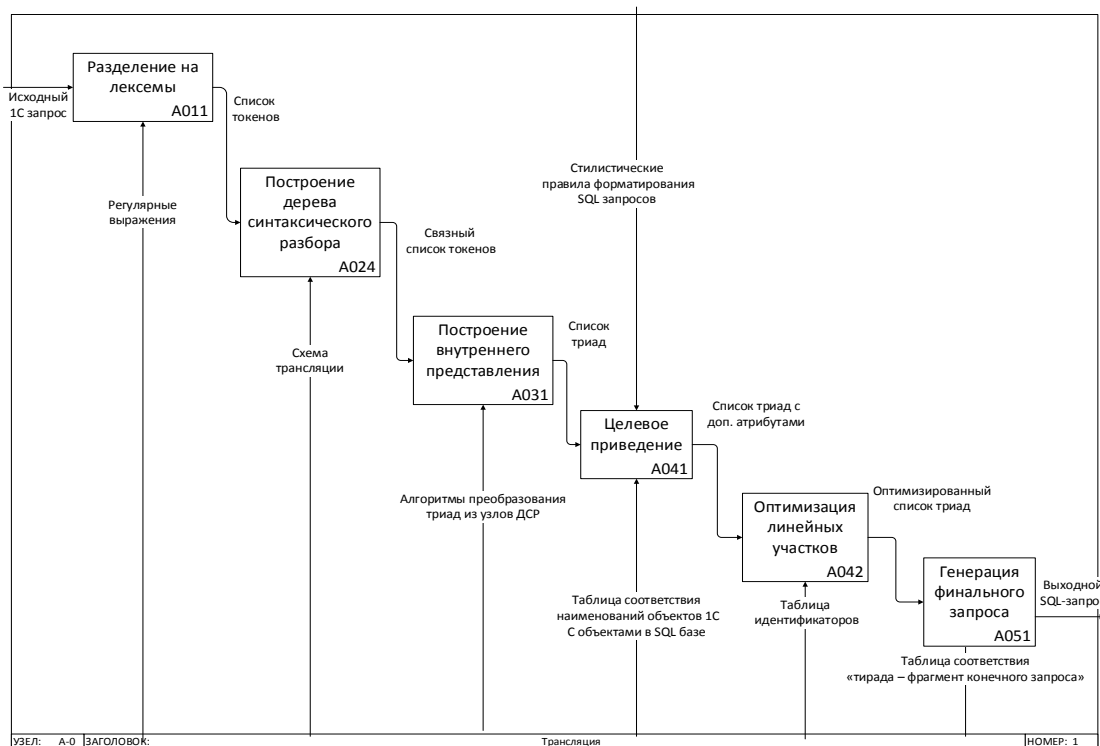 Разделение на
лексемы
A011
Исходный
1С запрос
Список
токенов
Регулярные
выражения
Построение
дерева
синтаксического
разбора
A024
Стилистические
правила форматирования
SQL запросов
Связный
список токенов
Схема
трансляции
Построение
внутреннего
представления
A031
Список
триад
Алгоритмы преобразования
триад из узлов ДСР
Целевое
приведение
A041
Список триад с
доп. атрибутами
Таблица соответствия
наименований объектов 1С
С объектами в SQL базе
Оптимизация
линейных
участков
A042
Оптимизированный
список триад
Таблица
идентификаторов
Генерация
финального
запроса
A051
Выходной
SQL-запро
Таблица соответствия
«тирада – фрагмент конечного запроса»
УЗЕЛ: А-0 ЗАГОЛОВОК: Трансляция НОМЕР: 1